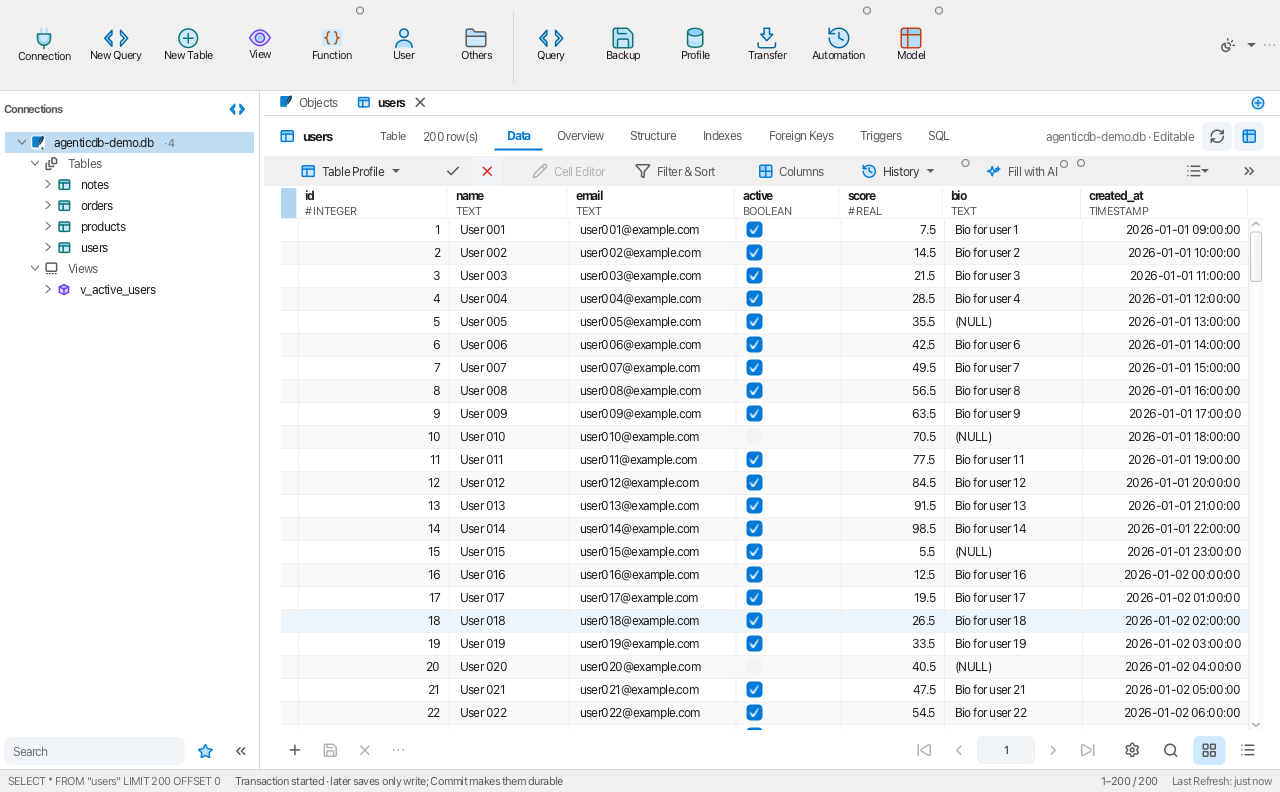 Connection New Query New Table View Function User Others Query Backup Profile Transfer Automation Model
Connections
agenticdb-demo.db · 4
Tables
notes
orders
products
users
Views
v_active_users
Search
Objects users
users Table 200 row(s) Data Overview Structure Indexes Foreign Keys Triggers SQL agenticdb-demo.db · Editable
Table Profile Cell Editor Filter & Sort Columns History Fill with AI
id name email active score bio created_at
# INTEGER TEXT TEXT BOOLEAN # REAL TEXT TIMESTAMP
1 User 001 user001@example.com 7.5 Bio for user 1 2026-01-01 09:00:00
2 User 002 user002@example.com 14.5 Bio for user 2 2026-01-01 10:00:00
3 User 003 user003@example.com 21.5 Bio for user 3 2026-01-01 11:00:00
4 User 004 user004@example.com 28.5 Bio for user 4 2026-01-01 12:00:00
5 User 005 user005@example.com 35.5 (NULL) 2026-01-01 13:00:00
6 User 006 user006@example.com 42.5 Bio for user 6 2026-01-01 14:00:00
7 User 007 user007@example.com 49.5 Bio for user 7 2026-01-01 15:00:00
8 User 008 user008@example.com 56.5 Bio for user 8 2026-01-01 16:00:00
9 User 009 user009@example.com 63.5 Bio for user 9 2026-01-01 17:00:00
10 User 010 user010@example.com 70.5 (NULL) 2026-01-01 18:00:00
11 User 011 user011@example.com 77.5 Bio for user 11 2026-01-01 19:00:00
12 User 012 user012@example.com 84.5 Bio for user 12 2026-01-01 20:00:00
13 User 013 user013@example.com 91.5 Bio for user 13 2026-01-01 21:00:00
14 User 014 user014@example.com 98.5 Bio for user 14 2026-01-01 22:00:00
15 User 015 user015@example.com 5.5 (NULL) 2026-01-01 23:00:00
16 User 016 user016@example.com 12.5 Bio for user 16 2026-01-02 00:00:00
17 User 017 user017@example.com 19.5 Bio for user 17 2026-01-02 01:00:00
18 User 018 user018@example.com 26.5 Bio for user 18 2026-01-02 02:00:00
19 User 019 user019@example.com 33.5 Bio for user 19 2026-01-02 03:00:00
20 User 020 user020@example.com 40.5 (NULL) 2026-01-02 04:00:00
21 User 021 user021@example.com 47.5 Bio for user 21 2026-01-02 05:00:00
22 User 022 user022@example.com 54.5 Bio for user 22 2026-01-02 06:00:00
1
SELECT * FROM "users" LIMIT 200 OFFSET 0 Transaction started · later saves only write; Commit makes them durable 1–200 / 200 Last Refresh: just now